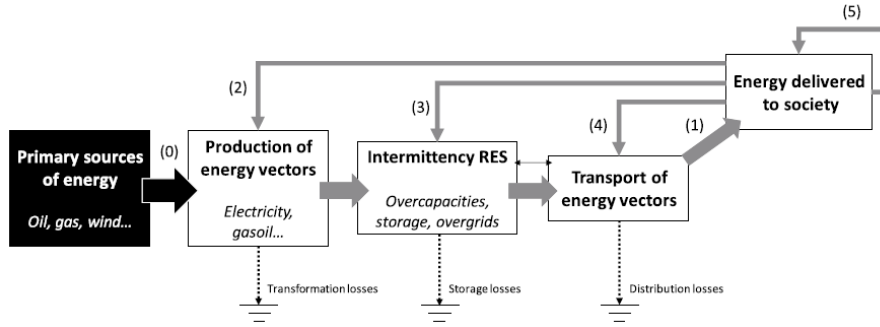 (5)
Energy delivered
to society
(2)
(3)
(4)
(1)
Primary sources
of energy
Oil, gas, wind...
(0)
Production of
energy vectors
Electricity,
gasoil...
Intermittency RES
Overcapacities,
storage, overgrids
Transport of
energy vectors
Transformation losses
Storage losses
Distribution losses